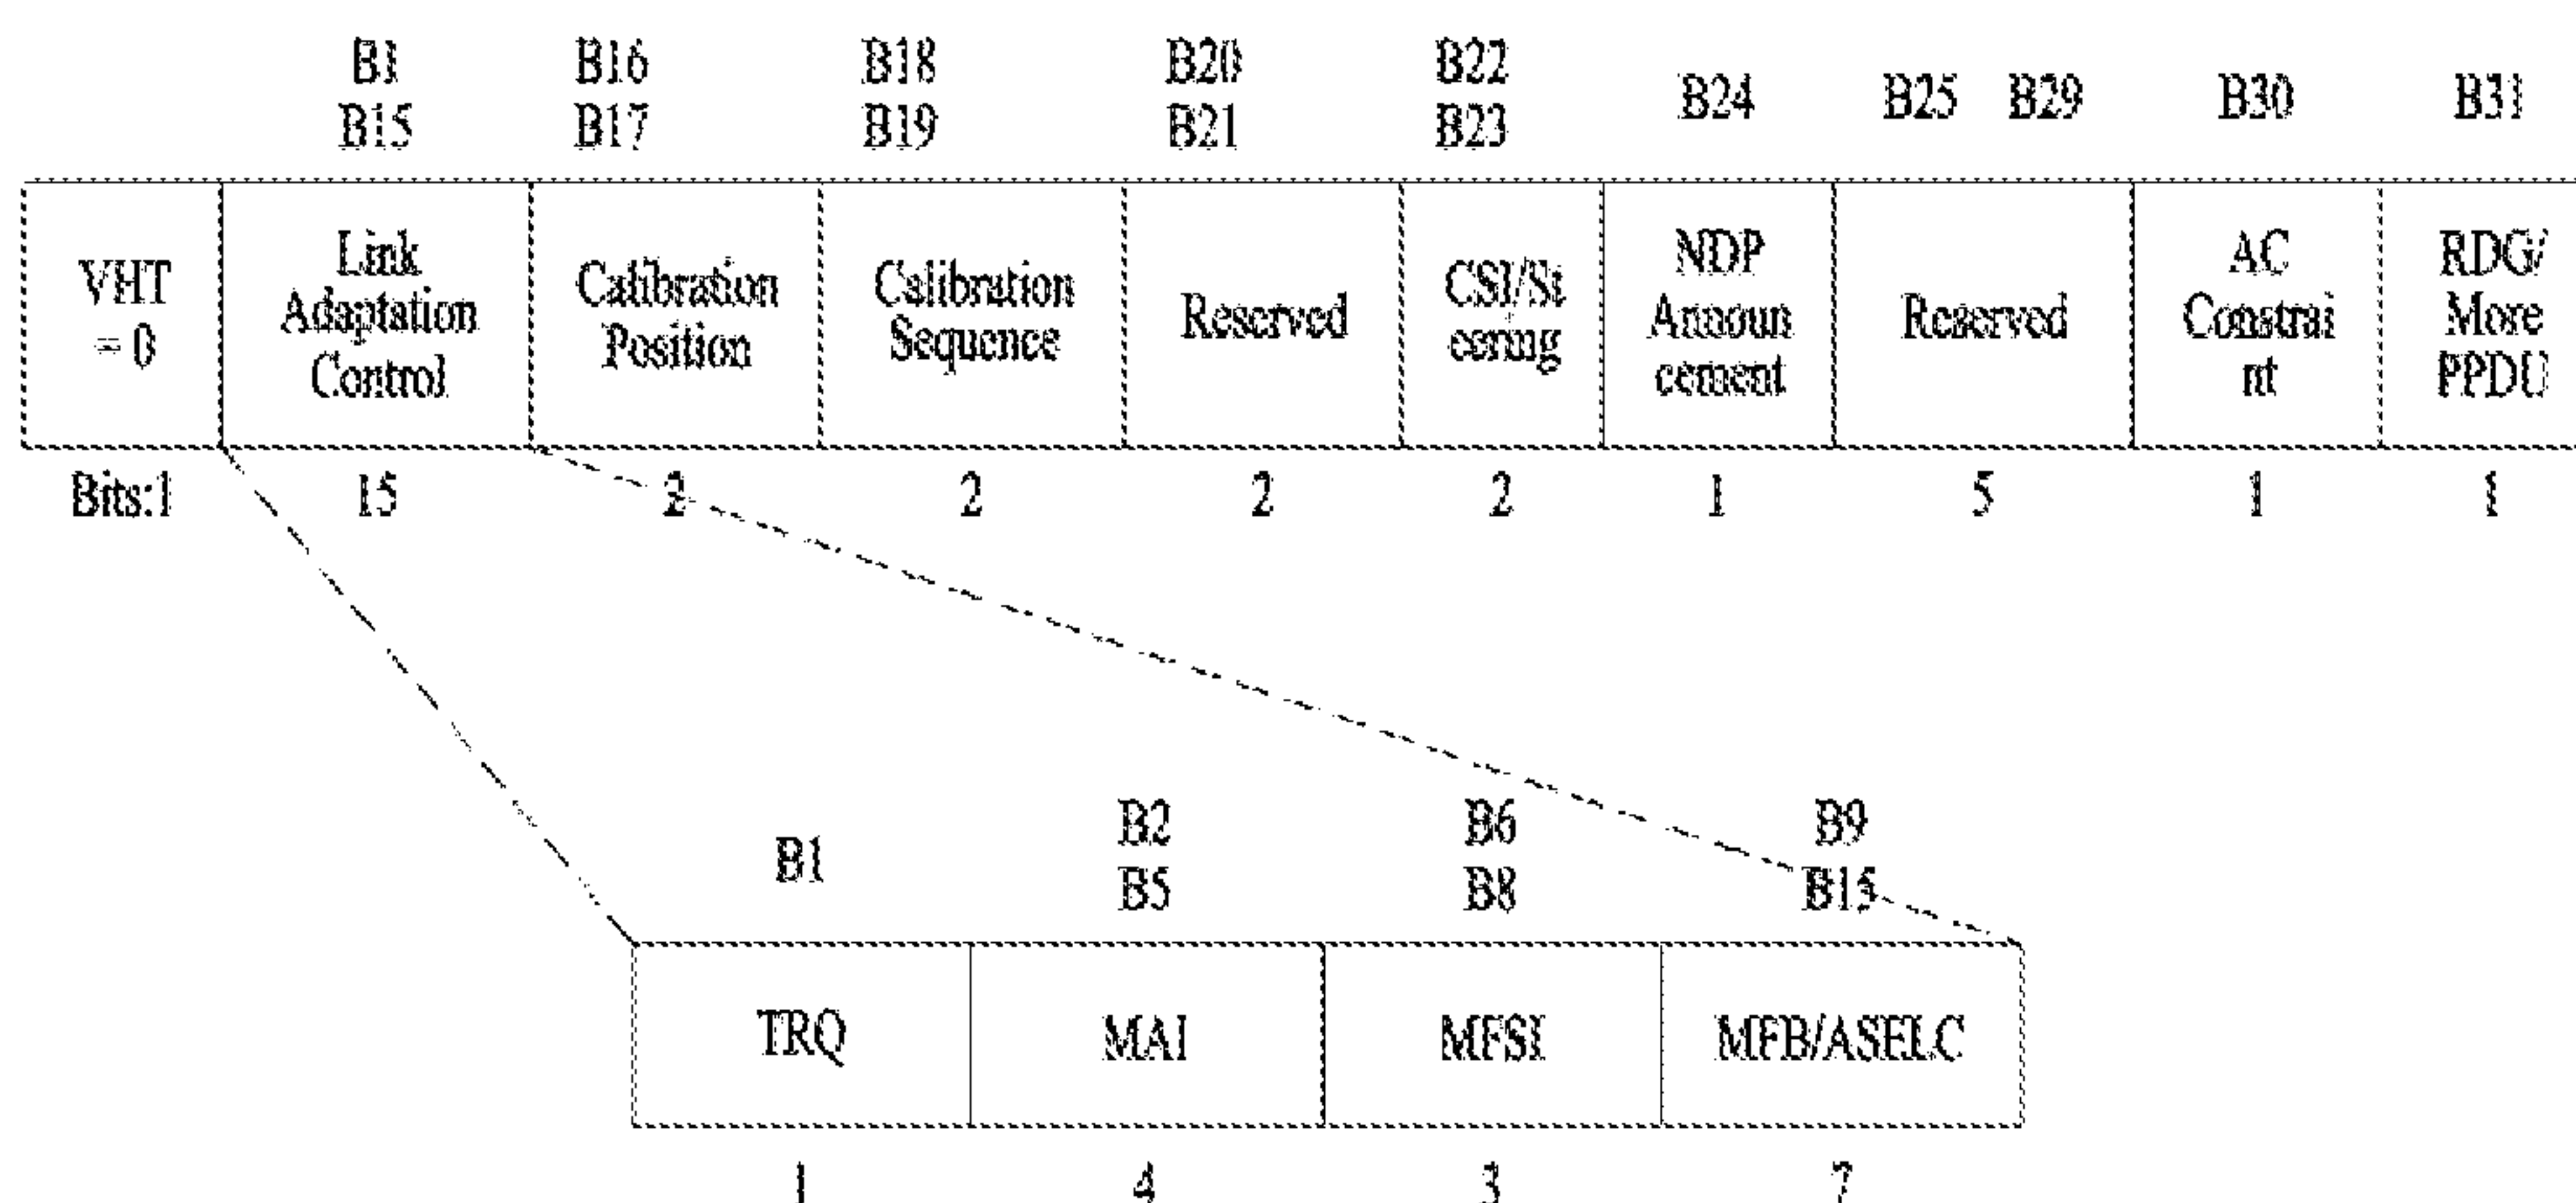 B1 B16 B18 B20 B22
B15 B17 B19 B21 B23 B24 B25 B29 B30 B31
VHT
= 0
Link
Adaptation
Control
Calibration
Position
Calibration
Sequence
Reserved
CSI/St
eering
NDP
Announ
cement
Reserved
AC
Constrai
nt
RDG/
More
PPDU
Bits:1 15 2 2 2 2 1 5 1 1
B1
B2
B5
B6
B8
B9
B15
TRQ MAI MFSI MFB/ASELC
1 4 3 7